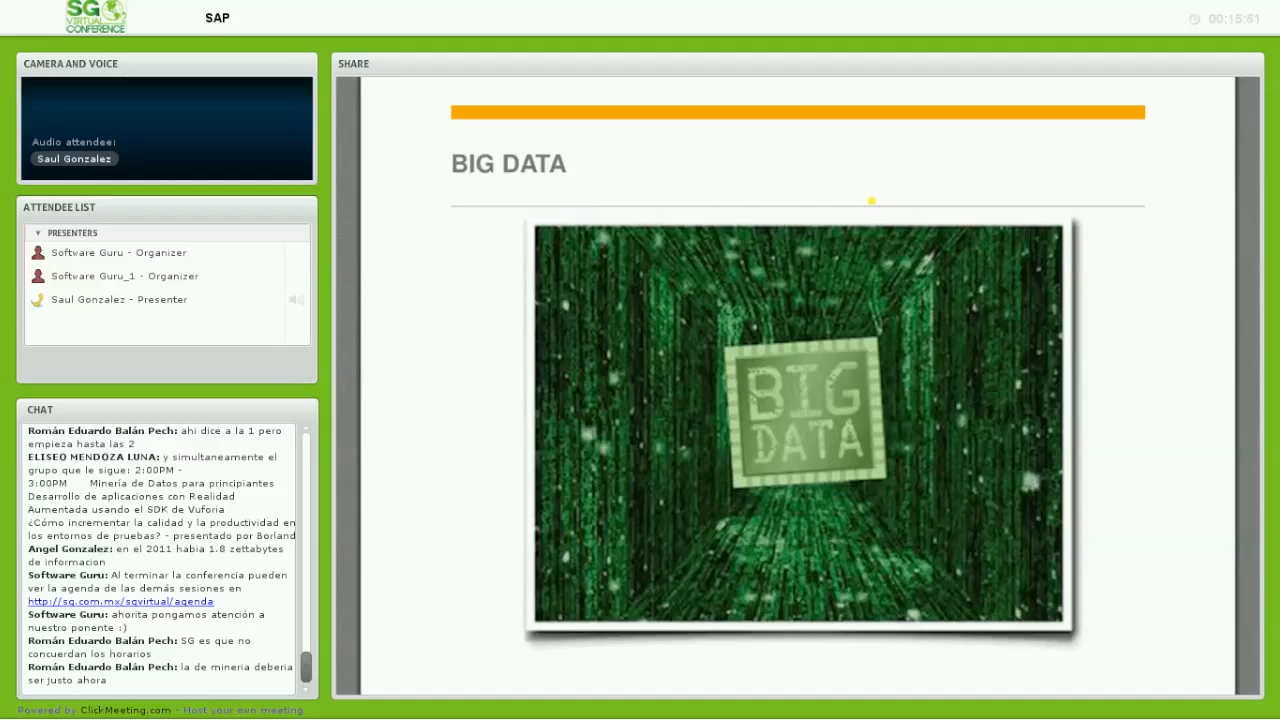 SG
VIRTUAL
CONFERENCE
SAP
00:15:51
CAMERA AND VOICE
Audio attendee:
Saul Gonzalez
ATTENDEE LIST
PRESENTERS
Software Guru - Organizer
Software Guru_1 - Organizer
Saul Gonzalez - Presenter
CHAT
Román Eduardo Balán Pech: ahi dice a la 1 pero
empieza hasta las 2
ELISEO MENDOZA LUNA: y simultaneamente el
grupo que le sigue: 2:00PM -
3:00PM Minería de Datos para principiantes
Desarrollo de aplicaciones con Realidad
Aumentada usando el SDK de Vuforia
¿Cómo incrementar la calidad y la productividad en
los entornos de pruebas? - presentado por Borland
Angel Gonzalez: en el 2011 habia 1.8 zettabytes
de informacion
Software Guru: Al terminar la conferencia pueden
ver la agenda de las demás sesiones en
http://sg.com.mx/sgvirtual/agenda
Software Guru: ahorita pongamos atención a
nuestro ponente :)
Román Eduardo Balán Pech: SG es que no
concuerdan los horarios
Román Eduardo Balán Pech: la de mineria deberia
ser justo ahora
SHARE
BIG DATA
BIG
DATA
Powered by ClickMeeting.com - Host your own meeting